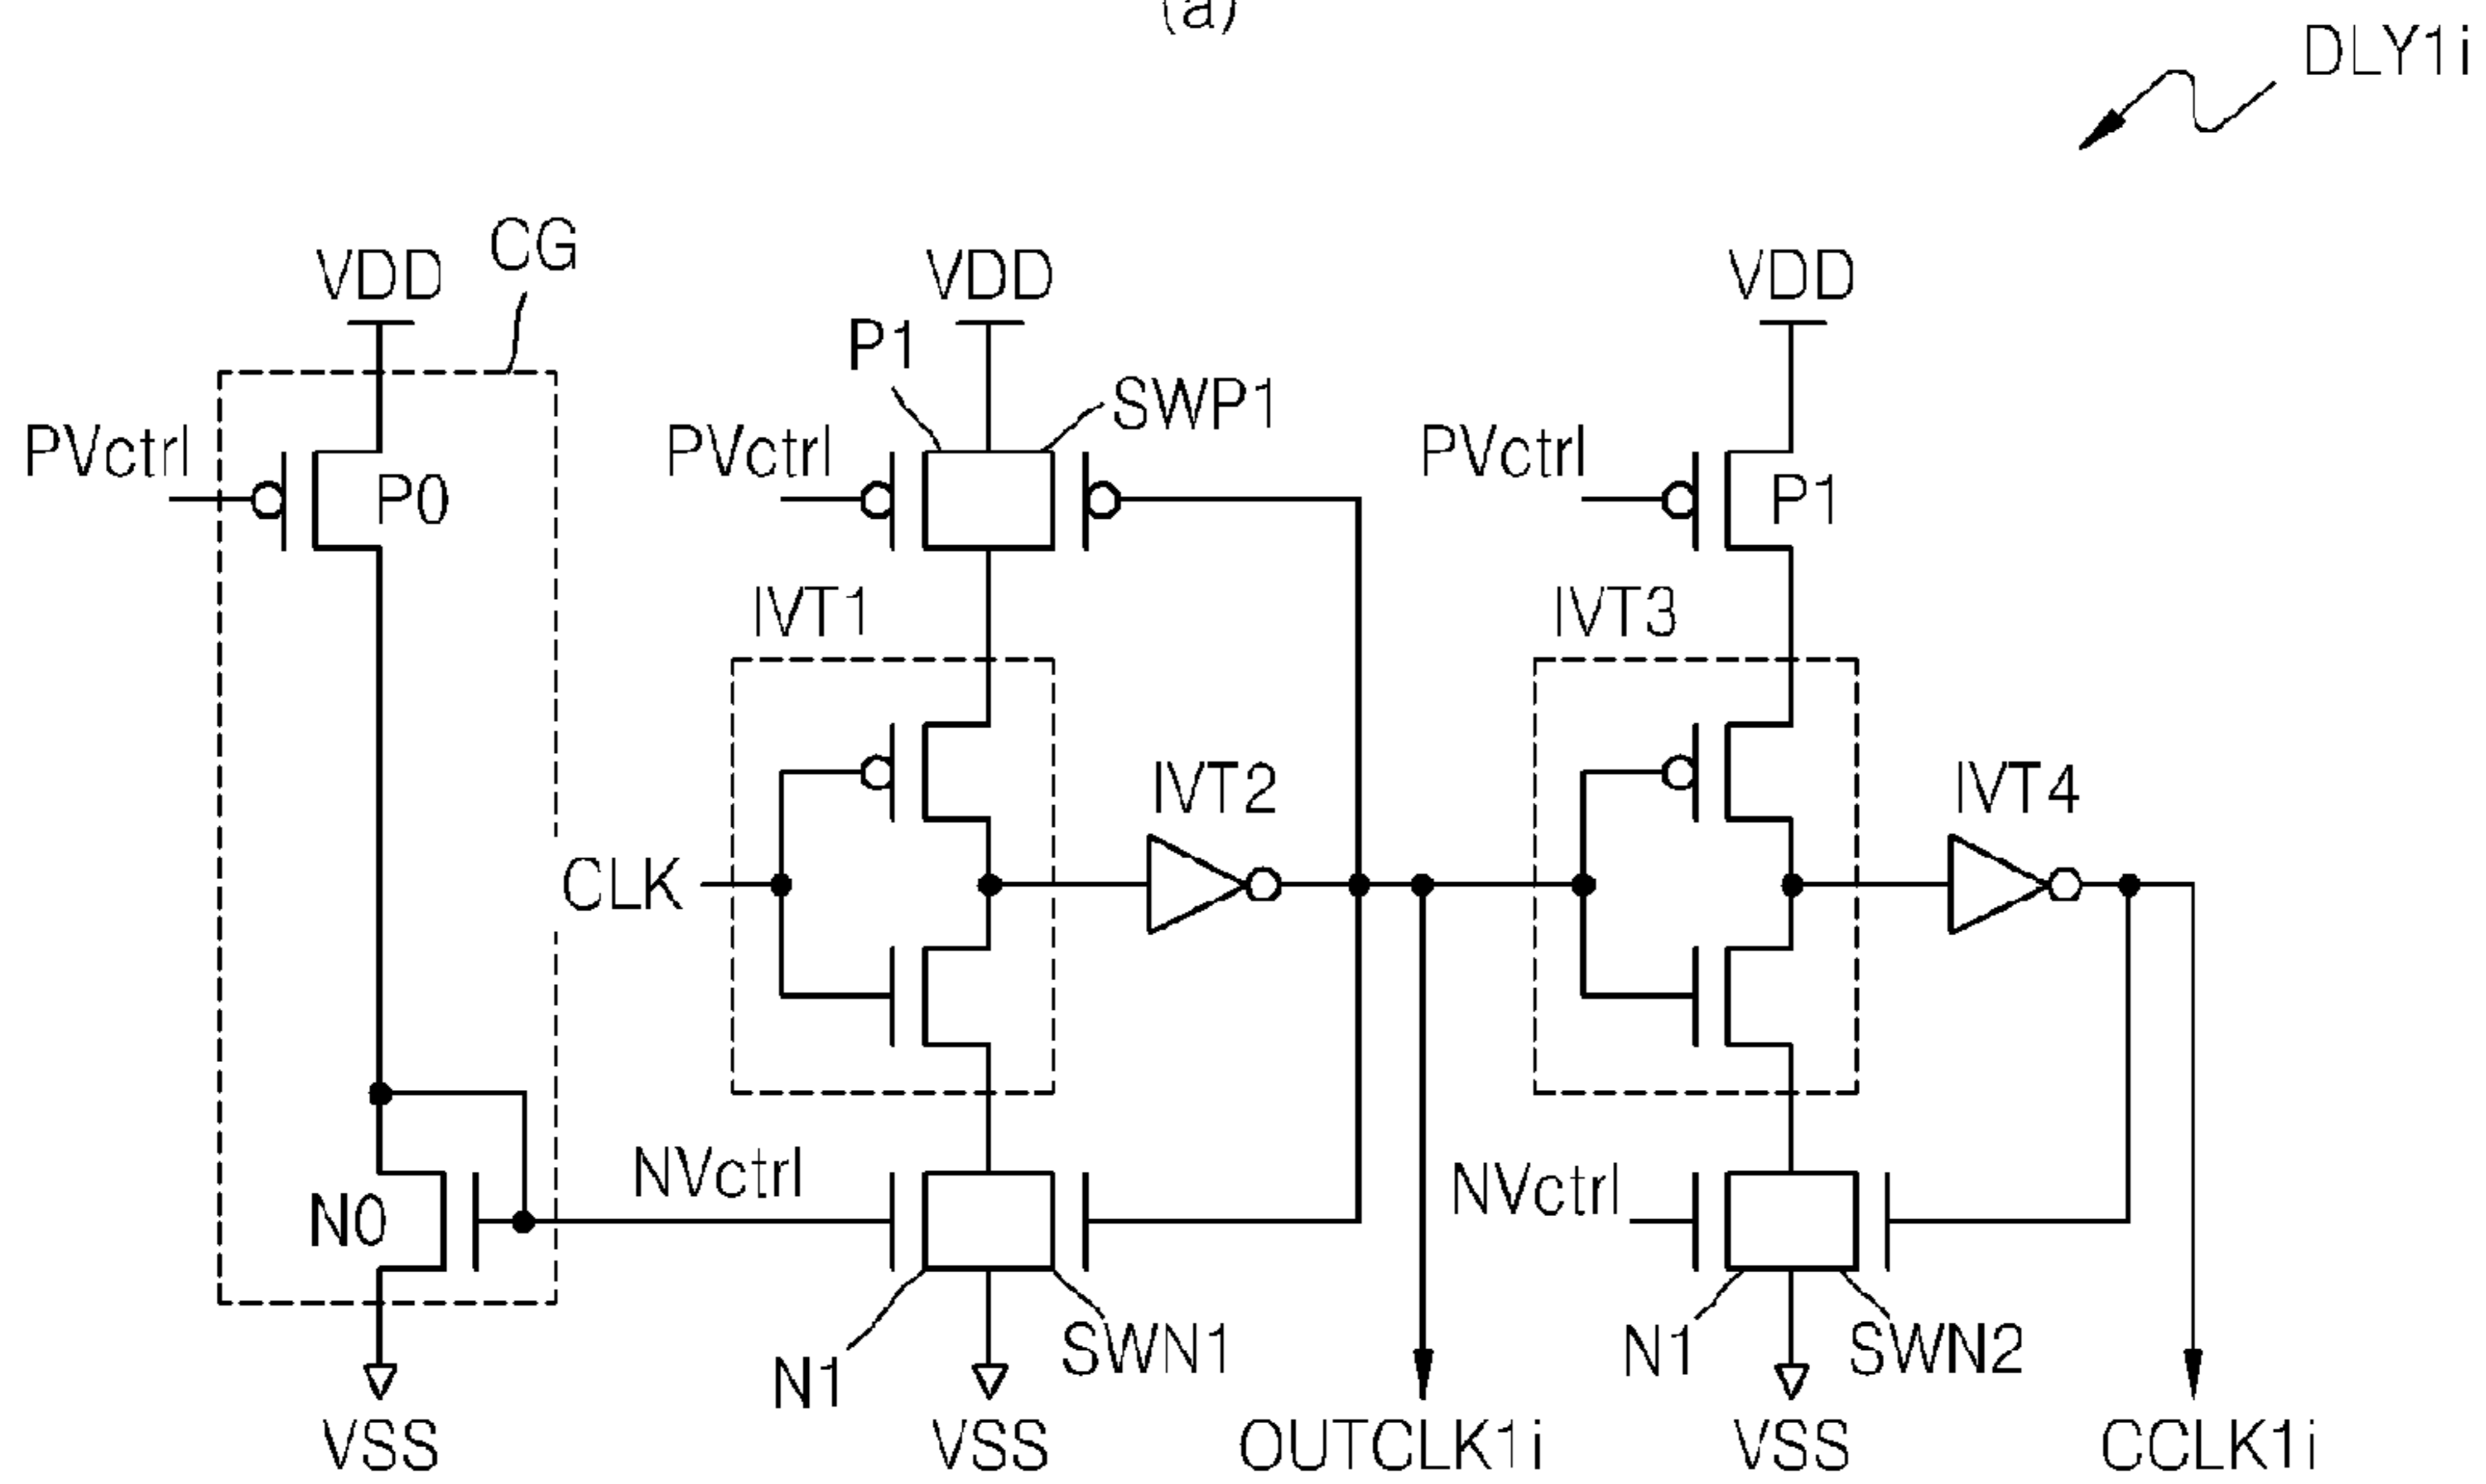 (a)
DLY1i
VDD
CG
VDD
VDD
P1
SWP1
PVctrl
P0
PVctrl
PVctrl
P1
IVT1
IVT3
IVT2
IVT4
CLK
NVctrl
NVctrl
N0
N1
SWN1
N1
SWN2
VSS
VSS
OUTCLK1i
VSS
CCLK1i